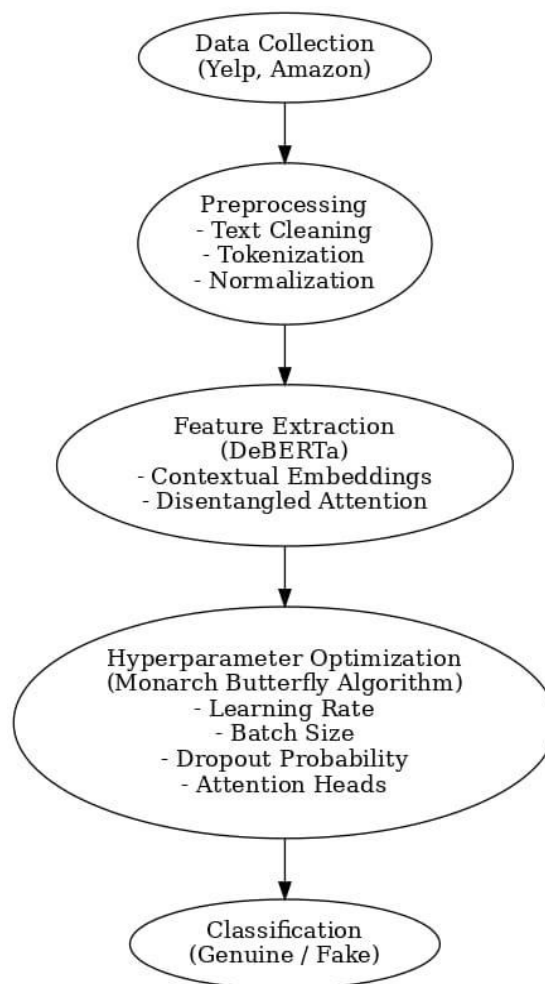 Data Collection
(Yelp, Amazon)
Preprocessing
- Text Cleaning
- Tokenization
- Normalization
Feature Extraction
(DeBERTa)
- Contextual Embeddings
- Disentangled Attention
Hyperparameter Optimization
(Monarch Butterfly Algorithm)
- Learning Rate
- Batch Size
- Dropout Probability
- Attention Heads
Classification
(Genuine / Fake)